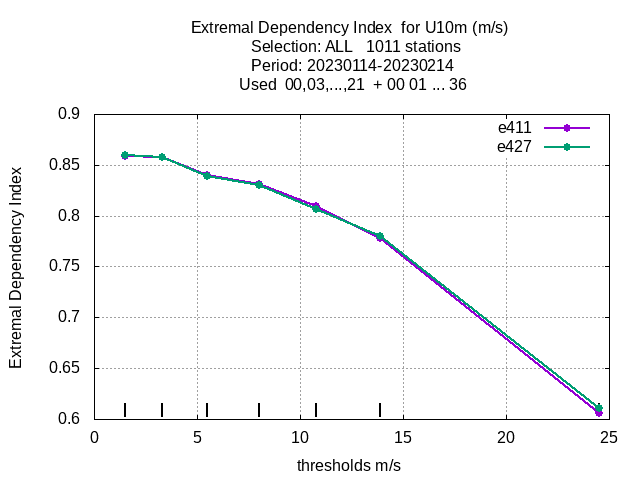 Extremal Dependency Index  for U10m (m/s)
Selection: ALL   1011 stations
Period: 20230114-20230214
Used  00,03,...,21  + 00 01 ... 36
e411
e427
Extremal Dependency Index
0.9
0.85
0.8
0.75
0.7
0.65
0.6
0 5 10 15 20 25
thresholds m/s